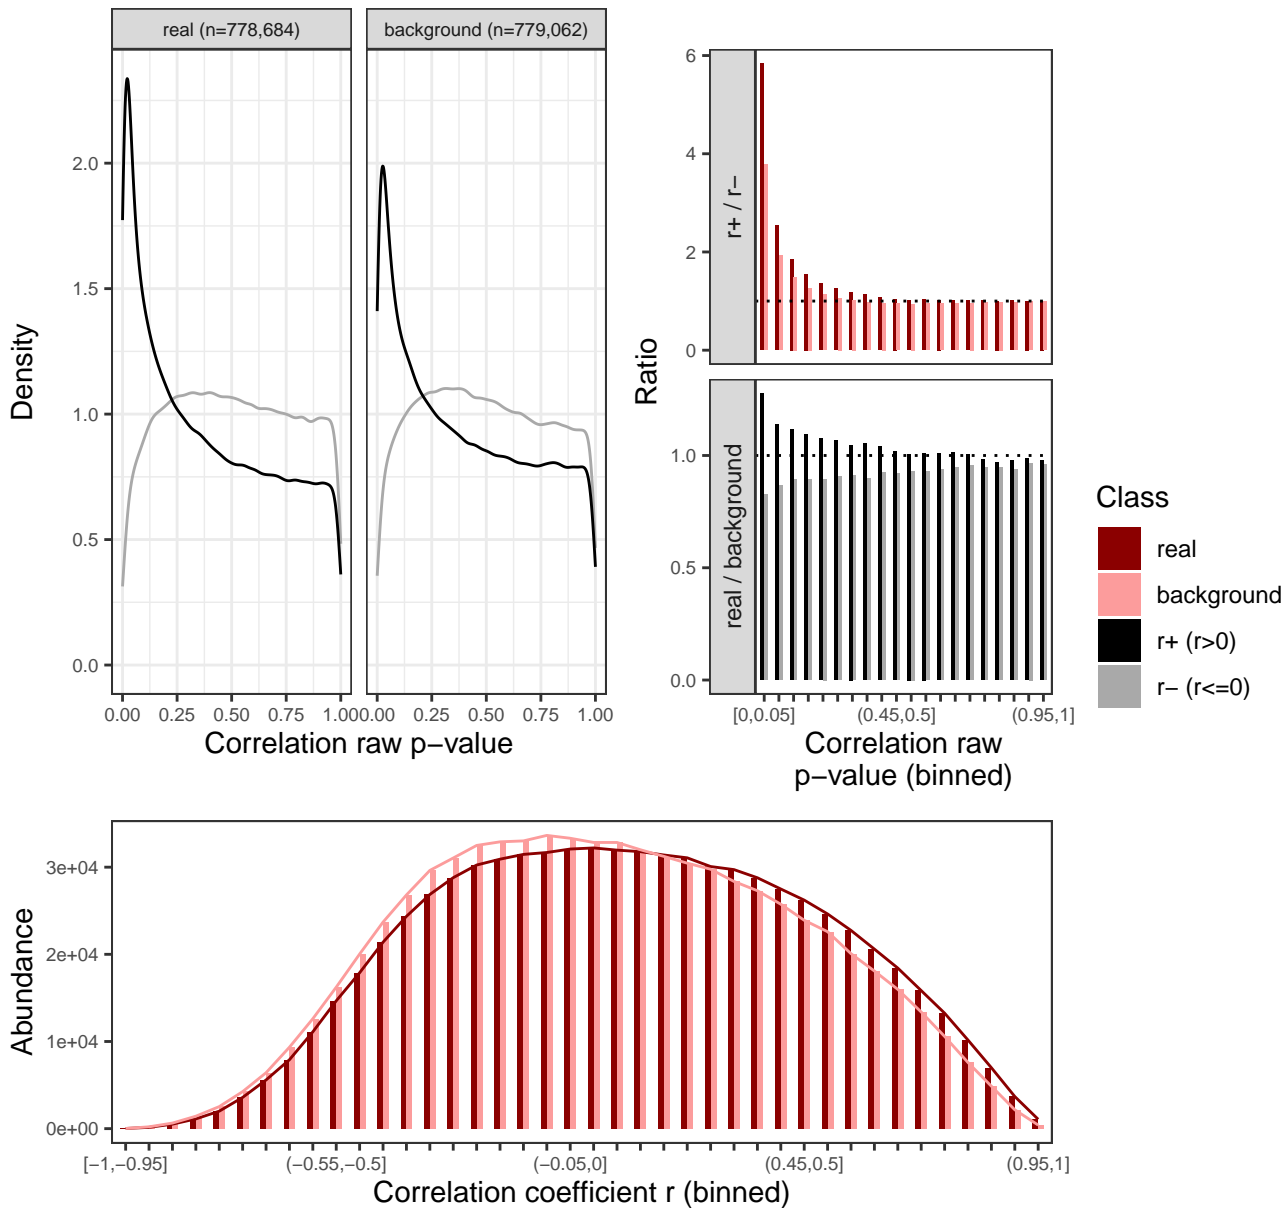 real (n=778,684)
background (n=779,062)
Density
2.0
1.5
1.0
0.5
0.0
0.00
0.25
0.50
0.75
1.00
0.00
0.25
0.50
0.75
1.00
Correlation raw p−value
Ratio
r+ / r−
6
4
2
0
real / background
1.0
0.5
0.0
[0,0.05]
(0.45,0.5]
(0.95,1]
Correlation raw
p−value (binned)
Class
real
background
r+ (r>0)
r− (r<=0)
Abundance
3e+04
2e+04
1e+04
0e+00
[−1,−0.95]
(−0.55,−0.5]
(−0.05,0]
(0.45,0.5]
(0.95,1]
Correlation coefficient r (binned)